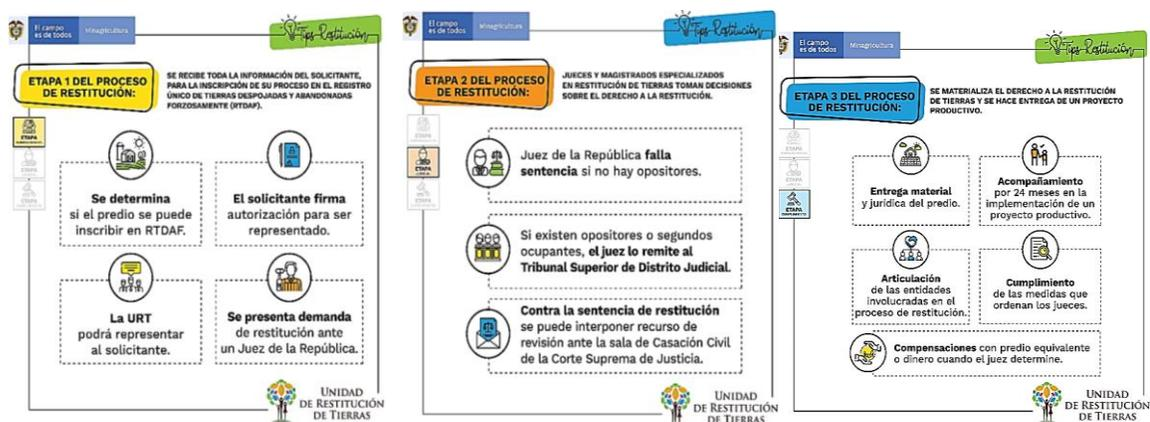 El campo
es de todos
Minagricultura
Tips Restitución
ETAPA 1 DEL PROCESO
DE RESTITUCIÓN:
SE RECIBE TODA LA INFORMACIÓN DEL SOLICITANTE,
PARA LA INSCRIPCIÓN DE SU PROCESO EN EL REGISTRO
ÚNICO DE TIERRAS DESPOJADAS Y ABANDONADAS
FORZOSAMENTE (RTDAF).
ETAPA
Se determina
si el predio se puede
inscribir en RTDAF.
El solicitante firma
autorización para ser
representado.
La URT
podrá representar
al solicitante.
Se presenta demanda
de restitución ante
un Juez de la República.
UNIDAD
DE RESTITUCIÓN
DE TIERRAS
El campo
es de todos
Minagricultura
Tips Restitución
ETAPA 2 DEL PROCESO
DE RESTITUCIÓN:
JUECES Y MAGISTRADOS ESPECIALIZADOS
EN RESTITUCIÓN DE TIERRAS TOMAN DECISIONES
SOBRE EL DERECHO A LA RESTITUCIÓN.
ETAPA
Juez de la República falla
sentencia si no hay opositores.
Si existen opositores o segundos
ocupantes, el juez lo remite al
Tribunal Superior de Distrito Judicial.
Contra la sentencia de restitución
se puede interponer recurso de
revisión ante la sala de Casación Civil
de la Corte Suprema de Justicia.
UNIDAD
DE RESTITUCIÓN
DE TIERRAS
El campo
es de todos
Minagricultura
Tips Restitución
ETAPA 3 DEL PROCESO
DE RESTITUCIÓN:
SE MATERIALIZA EL DERECHO A LA RESTITUCIÓN
DE TIERRAS Y SE HACE ENTREGA DE UN PROYECTO
PRODUCTIVO.
ETAPA
Entrega material
y jurídica del predio.
Acompañamiento
por 24 meses en la
implementación de un
proyecto productivo.
Articulación
de las entidades
involucradas en el
proceso de restitución.
Cumplimiento
de las medidas que
ordenan los jueces.
Compensaciones con predio equivalente
o dinero cuando el juez determine.
UNIDAD
DE RESTITUCIÓN
DE TIERRAS